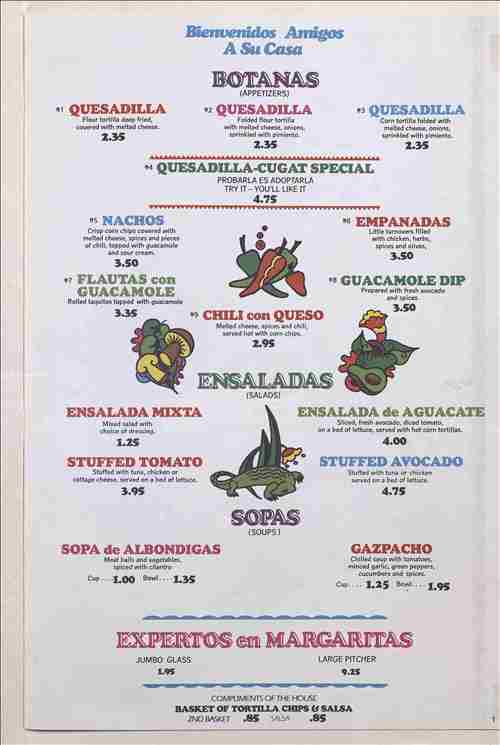 Bienvenidos Amigos
A Su Casa
BOTANAS
(APPETIZERS)
#1 QUESADILLA
Flour tortilla deep fried,
covered with melted cheese.
2.35
#2 QUESADILLA
Folded flour tortilla
with melted cheese, onions,
sprinkled with pimiento.
2.35
#3 QUESADILLA
Corn tortilla folded with
melted cheese, onions,
sprinkled with pimiento.
2.35
#4 QUESADILLA-CUGAT SPECIAL
PROBARLA ES ADOPTARLA
TRY IT – YOU'LL LIKE IT
4.75
#5 NACHOS
Crisp corn chips covered with
melted cheese, spices and pieces
of chili, topped with guacamole
and sour cream.
3.50
#6 EMPANADAS
Little turnovers filled
with chicken, herbs,
spices and olives.
3.50
#7 FLAUTAS con
GUACAMOLE
Rolled taquitos topped with guacamole
3.35
#8 GUACAMOLE DIP
Prepared with fresh avocado
and spices.
3.50
#9 CHILI con QUESO
Melted cheese, spices and chili,
served hot with corn chips.
2.95
ENSALADAS
(SALADS)
ENSALADA MIXTA
Mixed salad with
choice of dressing.
1.25
ENSALADA de AGUACATE
Sliced, fresh avocado, diced tomato,
on a bed of lettuce, served with hot corn tortillas.
4.00
STUFFED TOMATO
Stuffed with tuna, chicken or
cottage cheese, served on a bed of lettuce.
3.95
STUFFED AVOCADO
Stuffed with tuna or chicken
served on a bed of lettuce.
4.75
SOPAS
(SOUPS)
SOPA de ALBONDIGAS
Meat balls and vegetables,
spiced with cilantro
Cup .... 1.00 Bowl .... 1.35
GAZPACHO
Chilled soup with tomatoes,
minced garlic, green peppers,
cucumbers and spices.
Cup .... 1.25 Bowl .... 1.95
EXPERTOS en MARGARITAS
JUMBO GLASS
1.95
LARGE PITCHER
9.25
COMPLIMENTS OF THE HOUSE
BASKET OF TORTILLA CHIPS & SALSA
2ND BASKET .85 SALSA .85
1